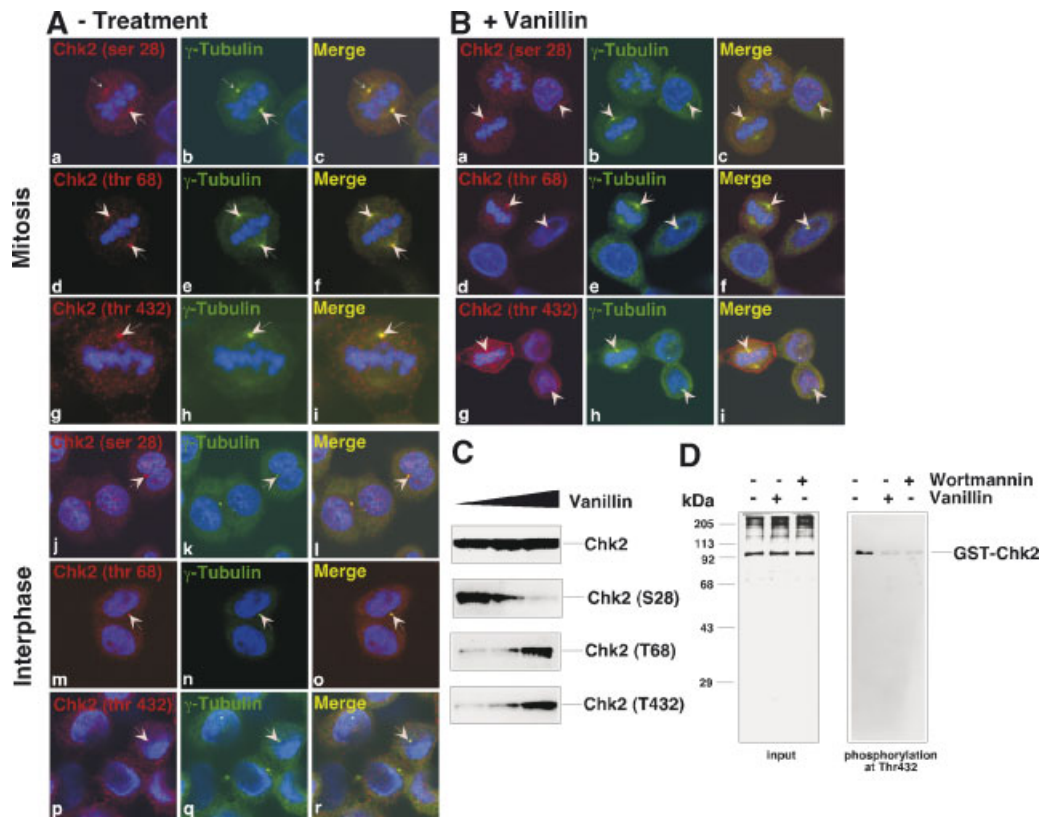 A - Treatment
Chk2 (ser 28) γ-Tubulin Merge
a b c
Chk2 (thr 68) γ-Tubulin Merge
d e f
Chk2 (thr 432) γ-Tubulin Merge
g h i
Mitosis
Chk2 (ser 28) γ-Tubulin Merge
j k l
Chk2 (thr 68) γ-Tubulin Merge
m n o
Chk2 (thr 432) γ-Tubulin Merge
p q r
Interphase
B + Vanillin
Chk2 (ser 28) γ-Tubulin Merge
a b c
Chk2 (thr 68) γ-Tubulin Merge
d e f
Chk2 (thr 432) γ-Tubulin Merge
g h i
C
Vanillin
Chk2
Chk2 (S28)
Chk2 (T68)
Chk2 (T432)
D
- - + - - + Wortmannin
- + - - + - Vanillin
kDa
205
113
92
68
43
29
GST-Chk2
input
phosphorylation
at Thr432